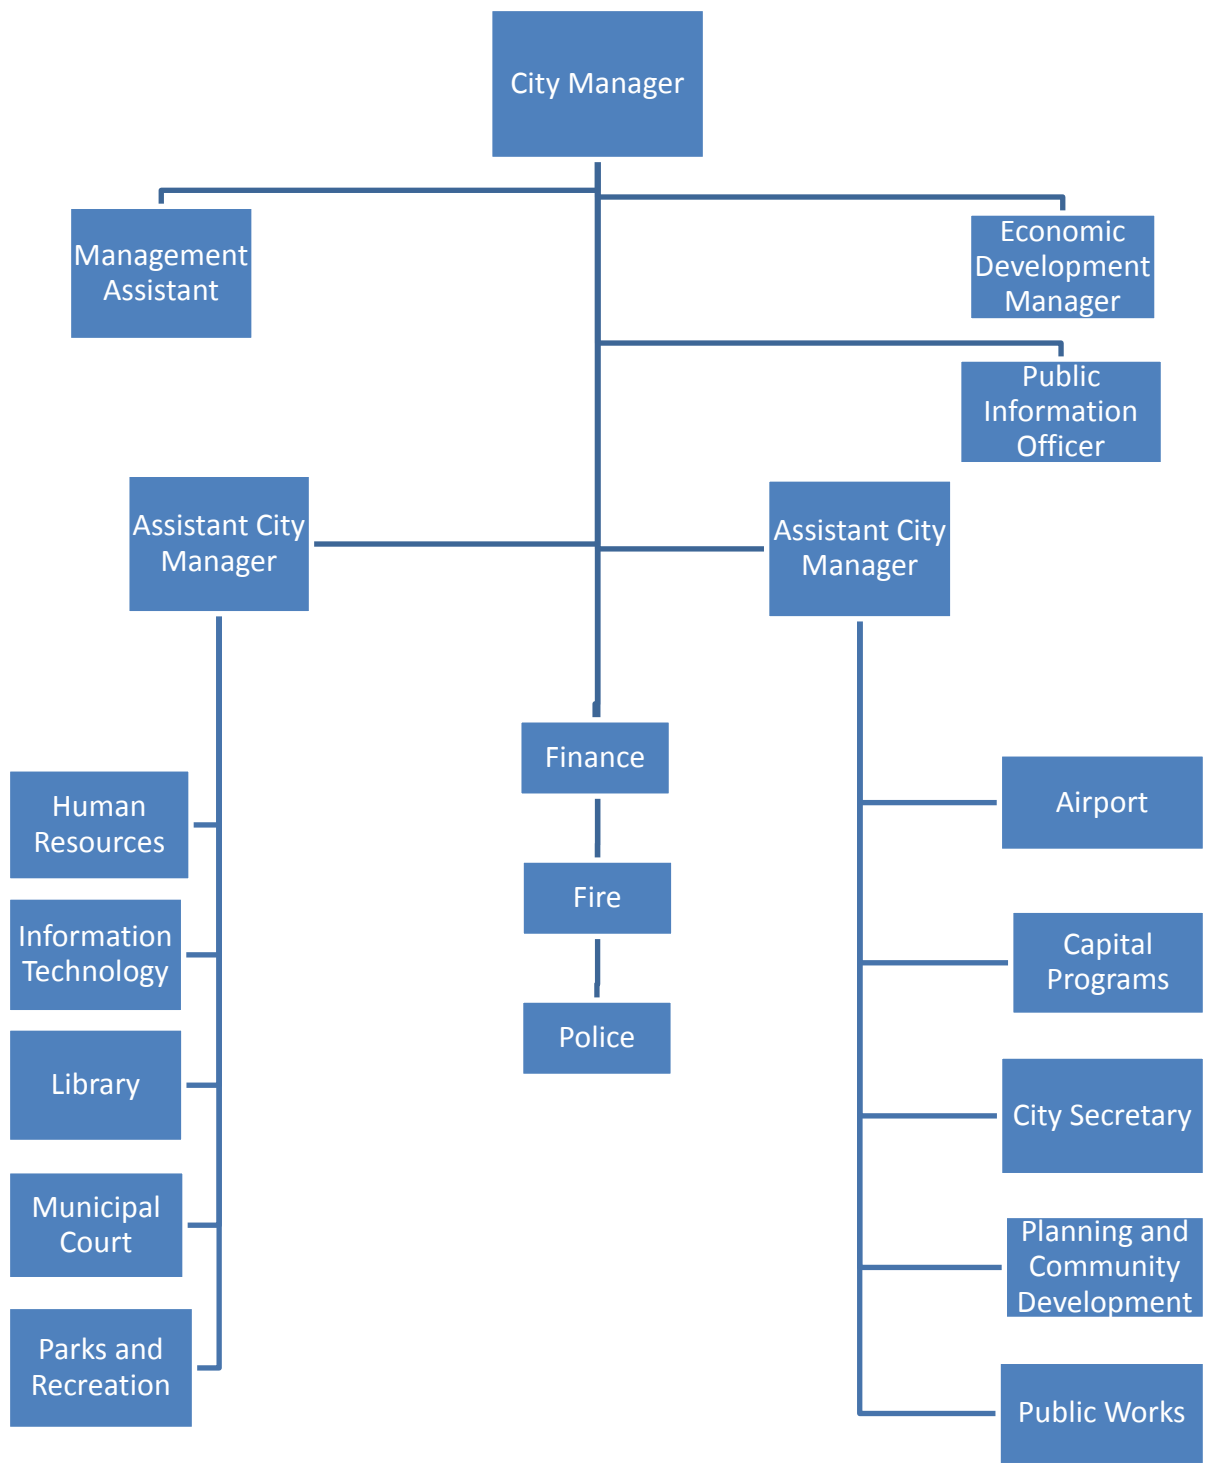 City Manager
Management
Assistant
Economic
Development
Manager
Public
Information
Officer
Assistant City
Manager
Assistant City
Manager
Finance
Fire
Police
Human
Resources
Information
Technology
Library
Municipal
Court
Parks and
Recreation
Airport
Capital
Programs
City Secretary
Planning and
Community
Development
Public Works